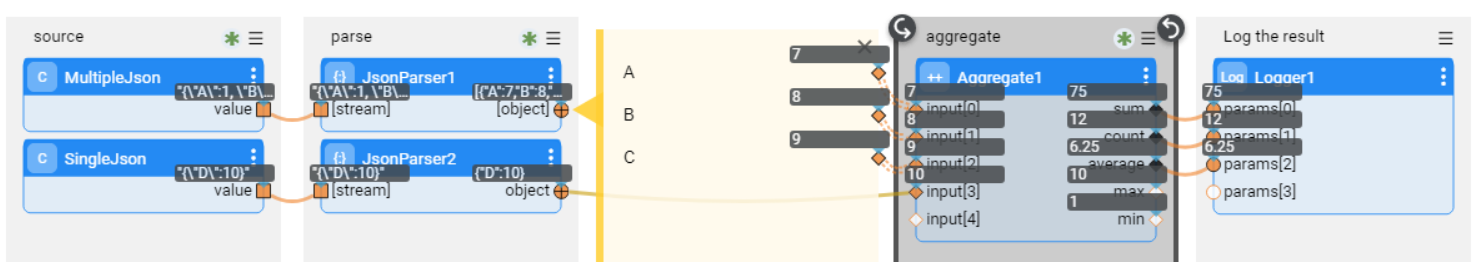 source
MultipleJson
"{\"A\":1, \"B\...
value
SingleJson
"{\"D\":10}"
value
parse
{;}
JsonParser1
"{\"A\":1, \"B\...
[{"A":7,"B":8,"...
[stream]
[object]
{;}
JsonParser2
"{\"D\":10}"
{"D":10}
[stream]
object
A
7
B
8
C
9
aggregate
++ Aggregate1
7
75
input[0]
sum
8
12
input[1]
count
9
6.25
input[2]
average
10
10
input[3]
max
1
input[4]
min
Log the result
Log Logger1
75
params[0]
12
params[1]
6.25
params[2]
params[3]